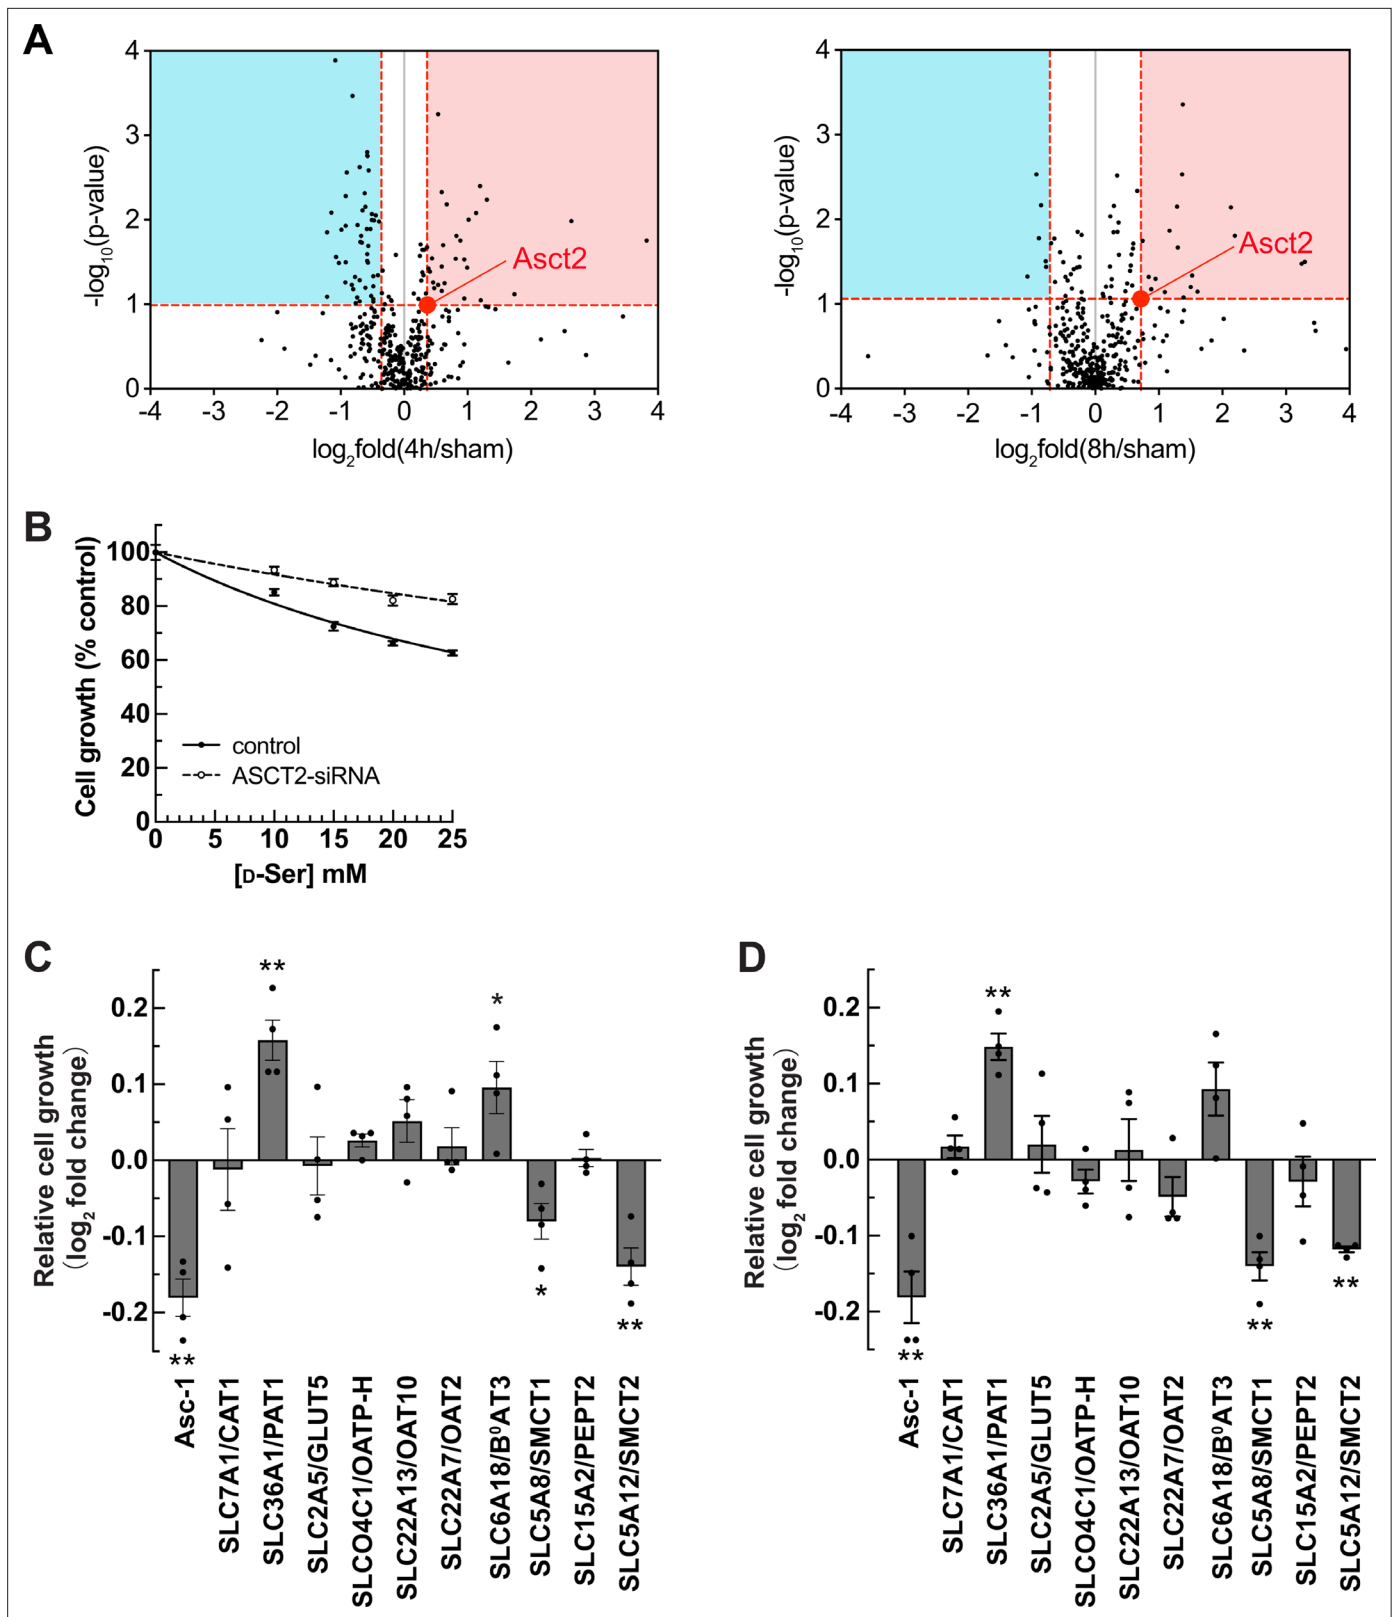 A
4
3
2
1
0
-log10(p-value)
-4 -3 -2 -1 0 1 2 3 4
log2fold(4h/sham)
Asct2
4
3
2
1
0
-log10(p-value)
-4 -3 -2 -1 0 1 2 3 4
log2fold(8h/sham)
Asct2
B
Cell growth (% control)
100
80
60
40
20
0
control
ASCT2-siRNA
0 5 10 15 20 25
[D-Ser] mM
C
Relative cell growth
(log2 fold change)
0.2
0.1
0.0
-0.1
-0.2
**
**
*
*
**
Asc-1
SLC7A1/CAT1
SLC36A1/PAT1
SLC2A5/GLUT5
SLCO4C1/OATP-H
SLC22A13/OAT10
SLC22A7/OAT2
SLC6A18/B⁰AT3
SLC5A8/SMCT1
SLC15A2/PEPT2
SLC5A12/SMCT2
D
Relative cell growth
(log2 fold change)
0.2
0.1
0.0
-0.1
-0.2
**
**
**
**
Asc-1
SLC7A1/CAT1
SLC36A1/PAT1
SLC2A5/GLUT5
SLCO4C1/OATP-H
SLC22A13/OAT10
SLC22A7/OAT2
SLC6A18/B⁰AT3
SLC5A8/SMCT1
SLC15A2/PEPT2
SLC5A12/SMCT2